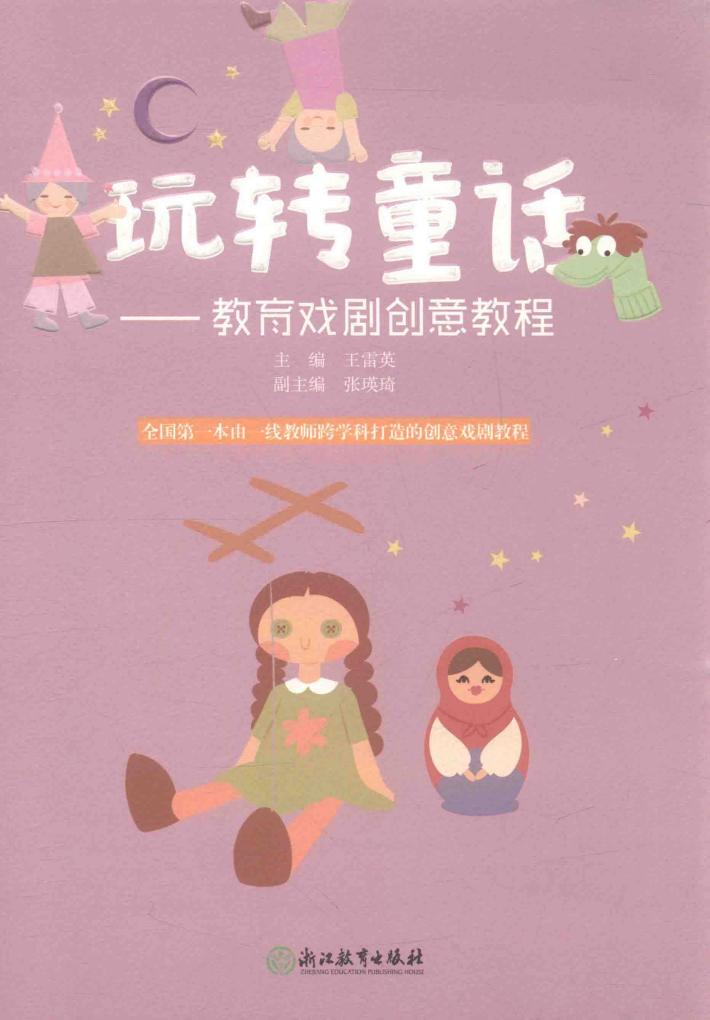 玩转童话
——教育戏剧创意教程
主 编 王雷英
副主编 张瑛琦
全国第一本由一线教师跨学科打造的创意戏剧教程
浙江教育出版社
ZHEJIANG EDUCATION PUBLISHING HOUSE